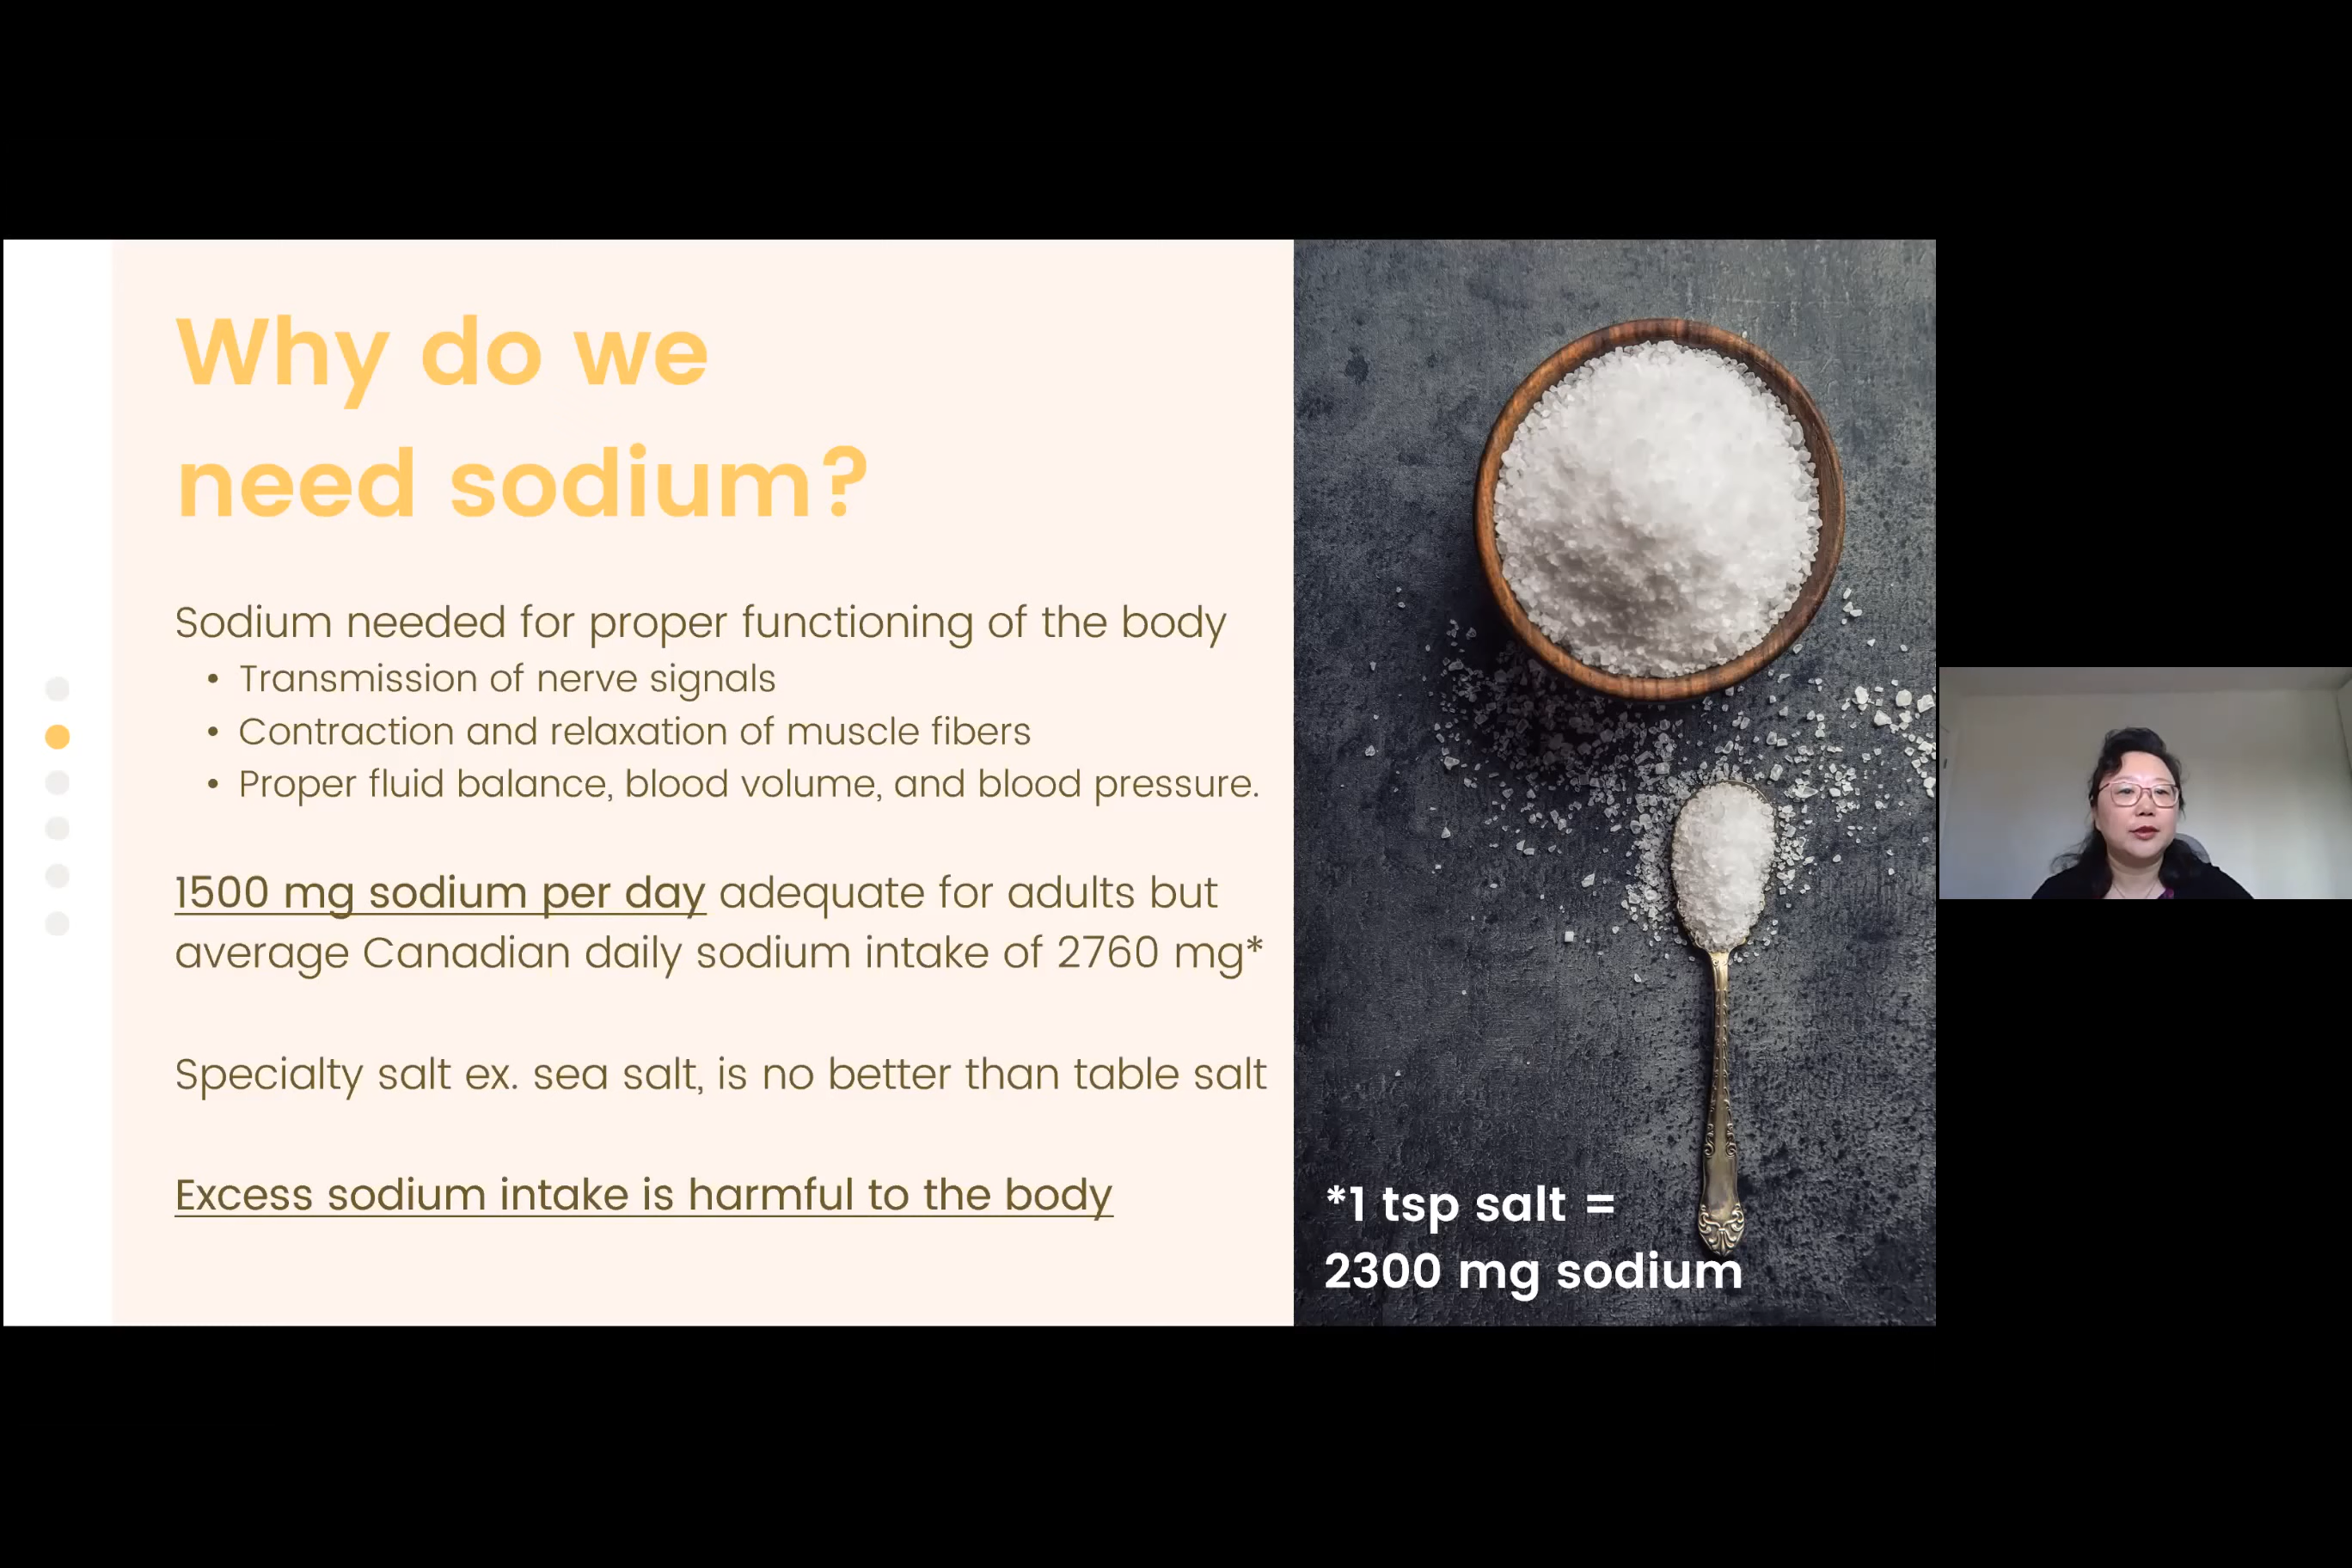 Why do we
need sodium?
Sodium needed for proper functioning of the body
• Transmission of nerve signals
• Contraction and relaxation of muscle fibers
• Proper fluid balance, blood volume, and blood pressure.
1500 mg sodium per day adequate for adults but
average Canadian daily sodium intake of 2760 mg*
Specialty salt ex. sea salt, is no better than table salt
Excess sodium intake is harmful to the body
*1 tsp salt =
2300 mg sodium